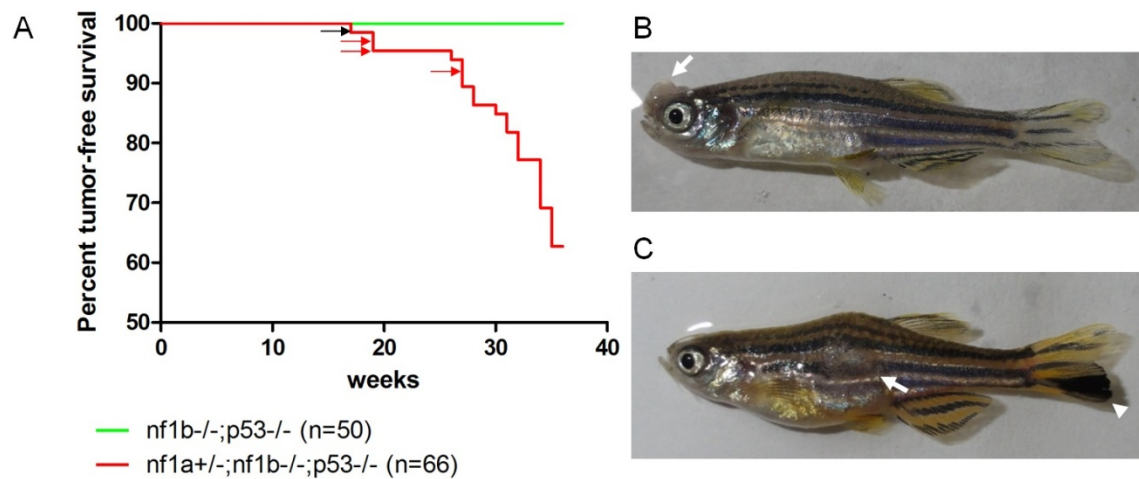 A
100
90
80
70
60
50
Percent tumor-free survival
0
10
20
30
40
weeks
nf1b-/-;p53-/- (n=50)
nf1a+/-;nf1b-/-;p53-/- (n=66)
B
C